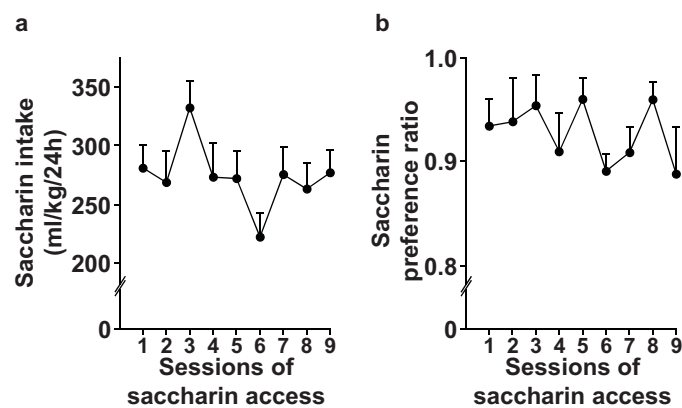 a
Saccharin intake
(ml/kg/24h)
350
300
250
200
0
1 2 3 4 5 6 7 8 9
Sessions of
saccharin access
b
Saccharin
preference ratio
1.0
0.9
0.8
0
1 2 3 4 5 6 7 8 9
Sessions of
saccharin access